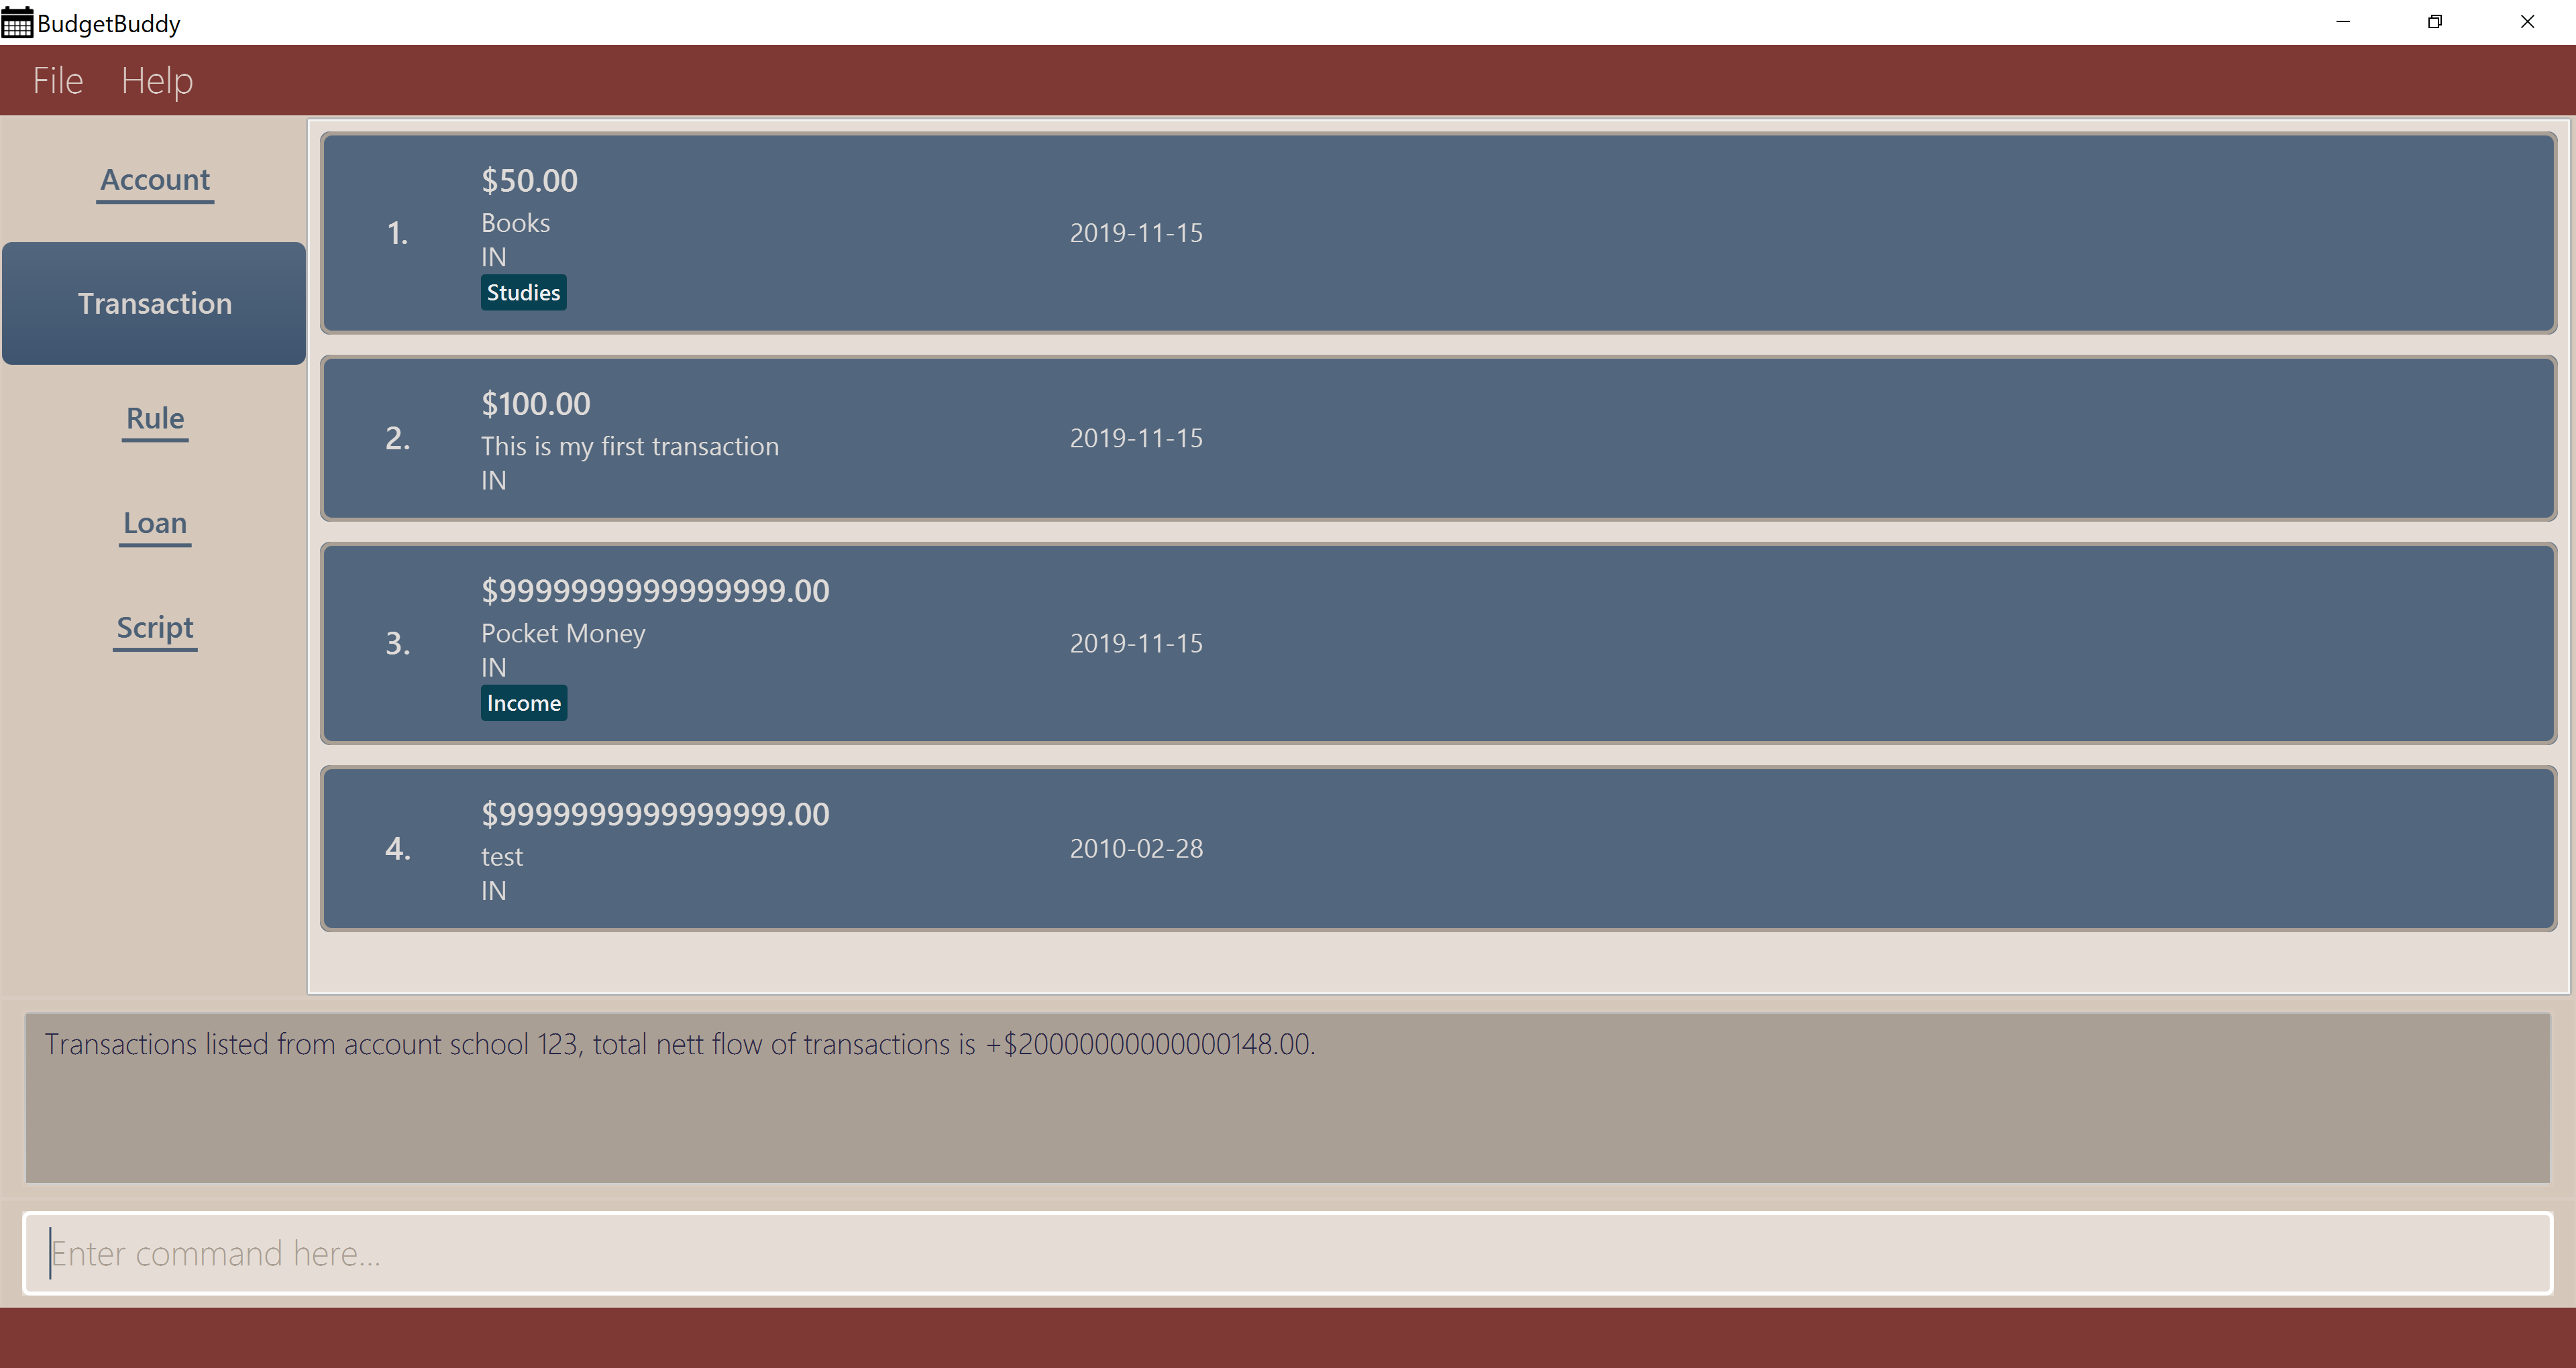 BudgetBuddy
File Help
Account
Transaction
Rule
Loan
Script
1.
$50.00
Books
IN
Studies
2019-11-15
2.
$100.00
This is my first transaction
IN
2019-11-15
3.
$9999999999999999.00
Pocket Money
IN
Income
2019-11-15
4.
$9999999999999999.00
test
IN
2010-02-28
Transactions listed from account school 123, total nett flow of transactions is +$20000000000000148.00.
Enter command here...